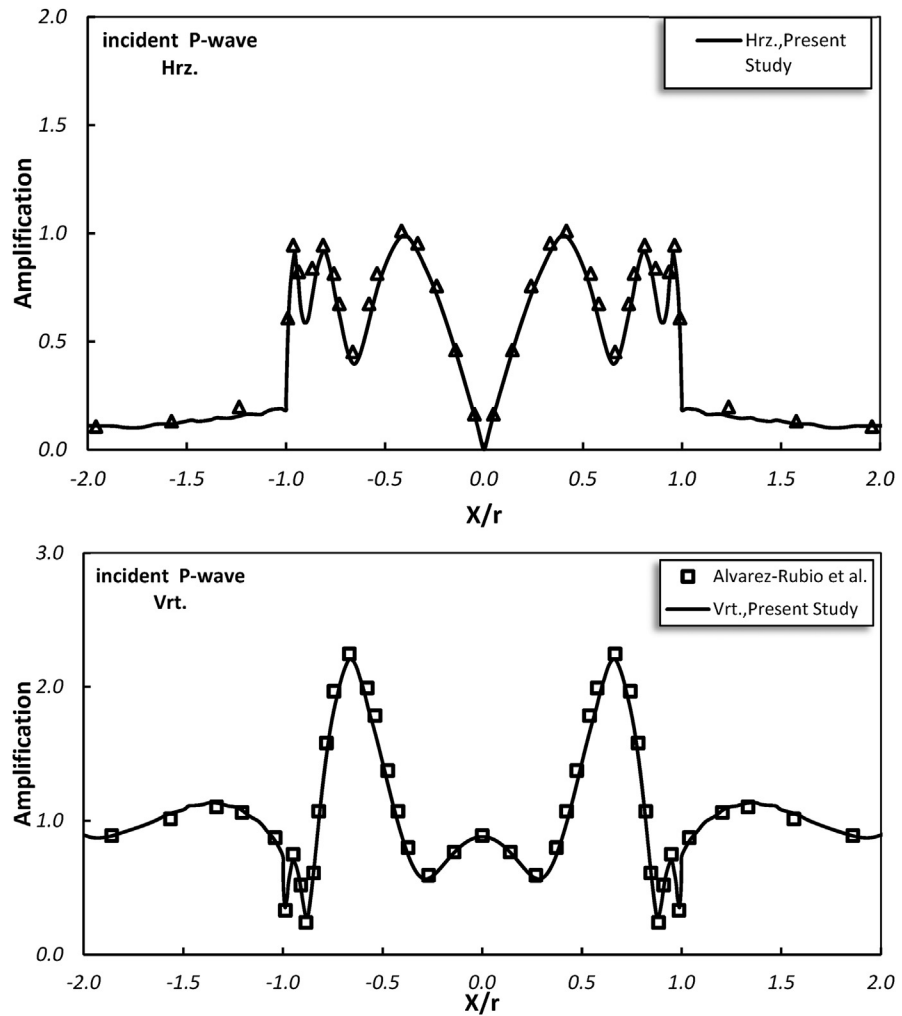 2.0
incident P-wave
Hrz.
Hrz.,Present
Study
1.5
1.0
0.5
0.0
Amplification
-2.0 -1.5 -1.0 -0.5 0.0 0.5 1.0 1.5 2.0
X/r
3.0
incident P-wave
Vrt.
Alvarez-Rubio et al.
Vrt.,Present Study
2.0
1.0
0.0
Amplification
-2.0 -1.5 -1.0 -0.5 0.0 0.5 1.0 1.5 2.0
X/r